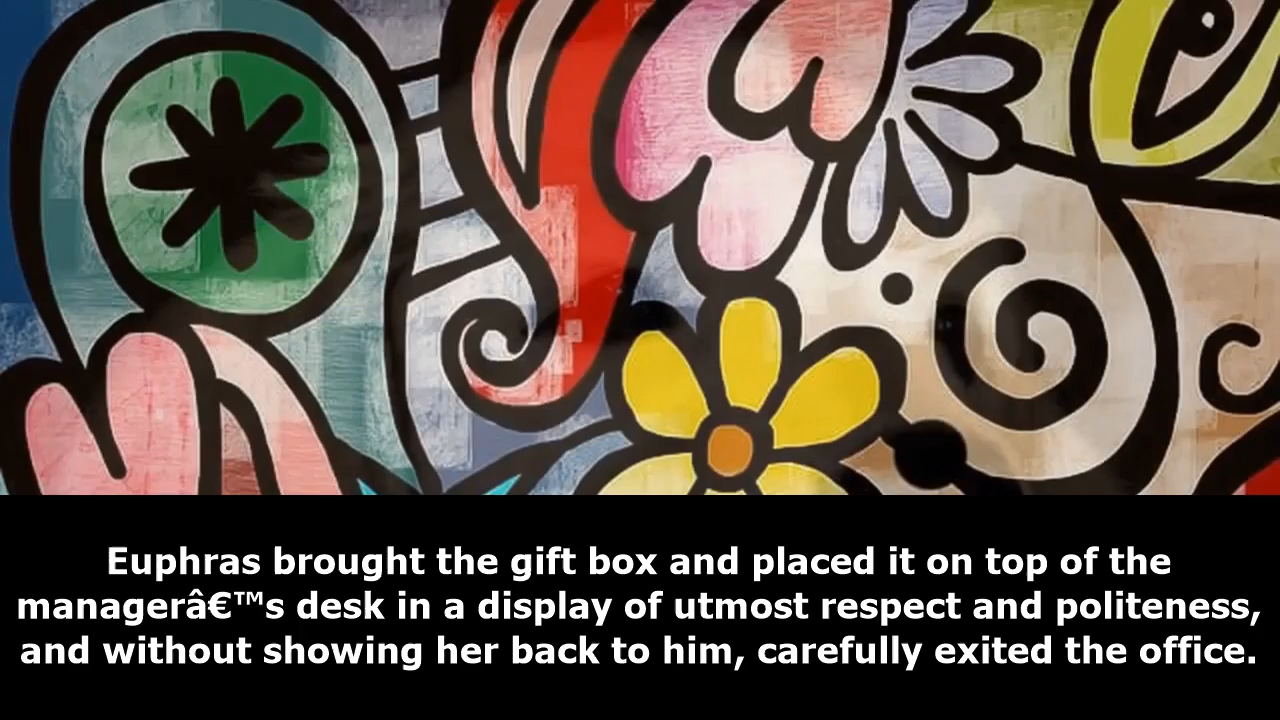 Euphras brought the gift box and placed it on top of the
managerâ€™s desk in a display of utmost respect and politeness,
and without showing her back to him, carefully exited the office.